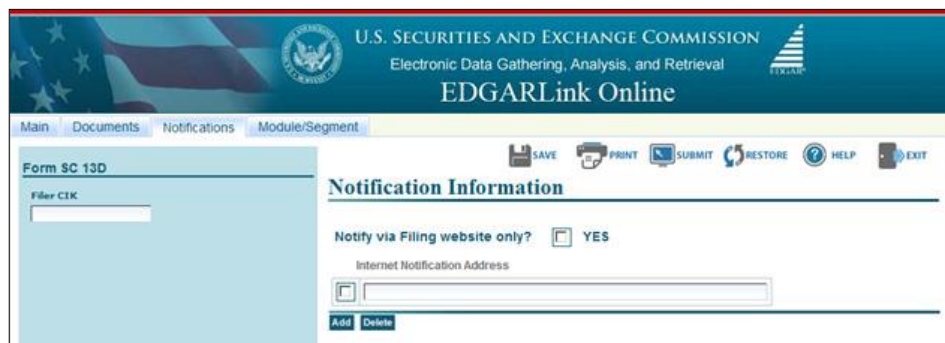 U.S. SECURITIES AND EXCHANGE COMMISSION
Electronic Data Gathering, Analysis, and Retrieval
EDGAR®
EDGARLink Online
Main Documents Notifications Module/Segment
SAVE PRINT SUBMIT RESTORE HELP EXIT
Form SC 13D
Notification Information
Filer CIK
Notify via Filing website only? YES
Internet Notification Address
Add Delete